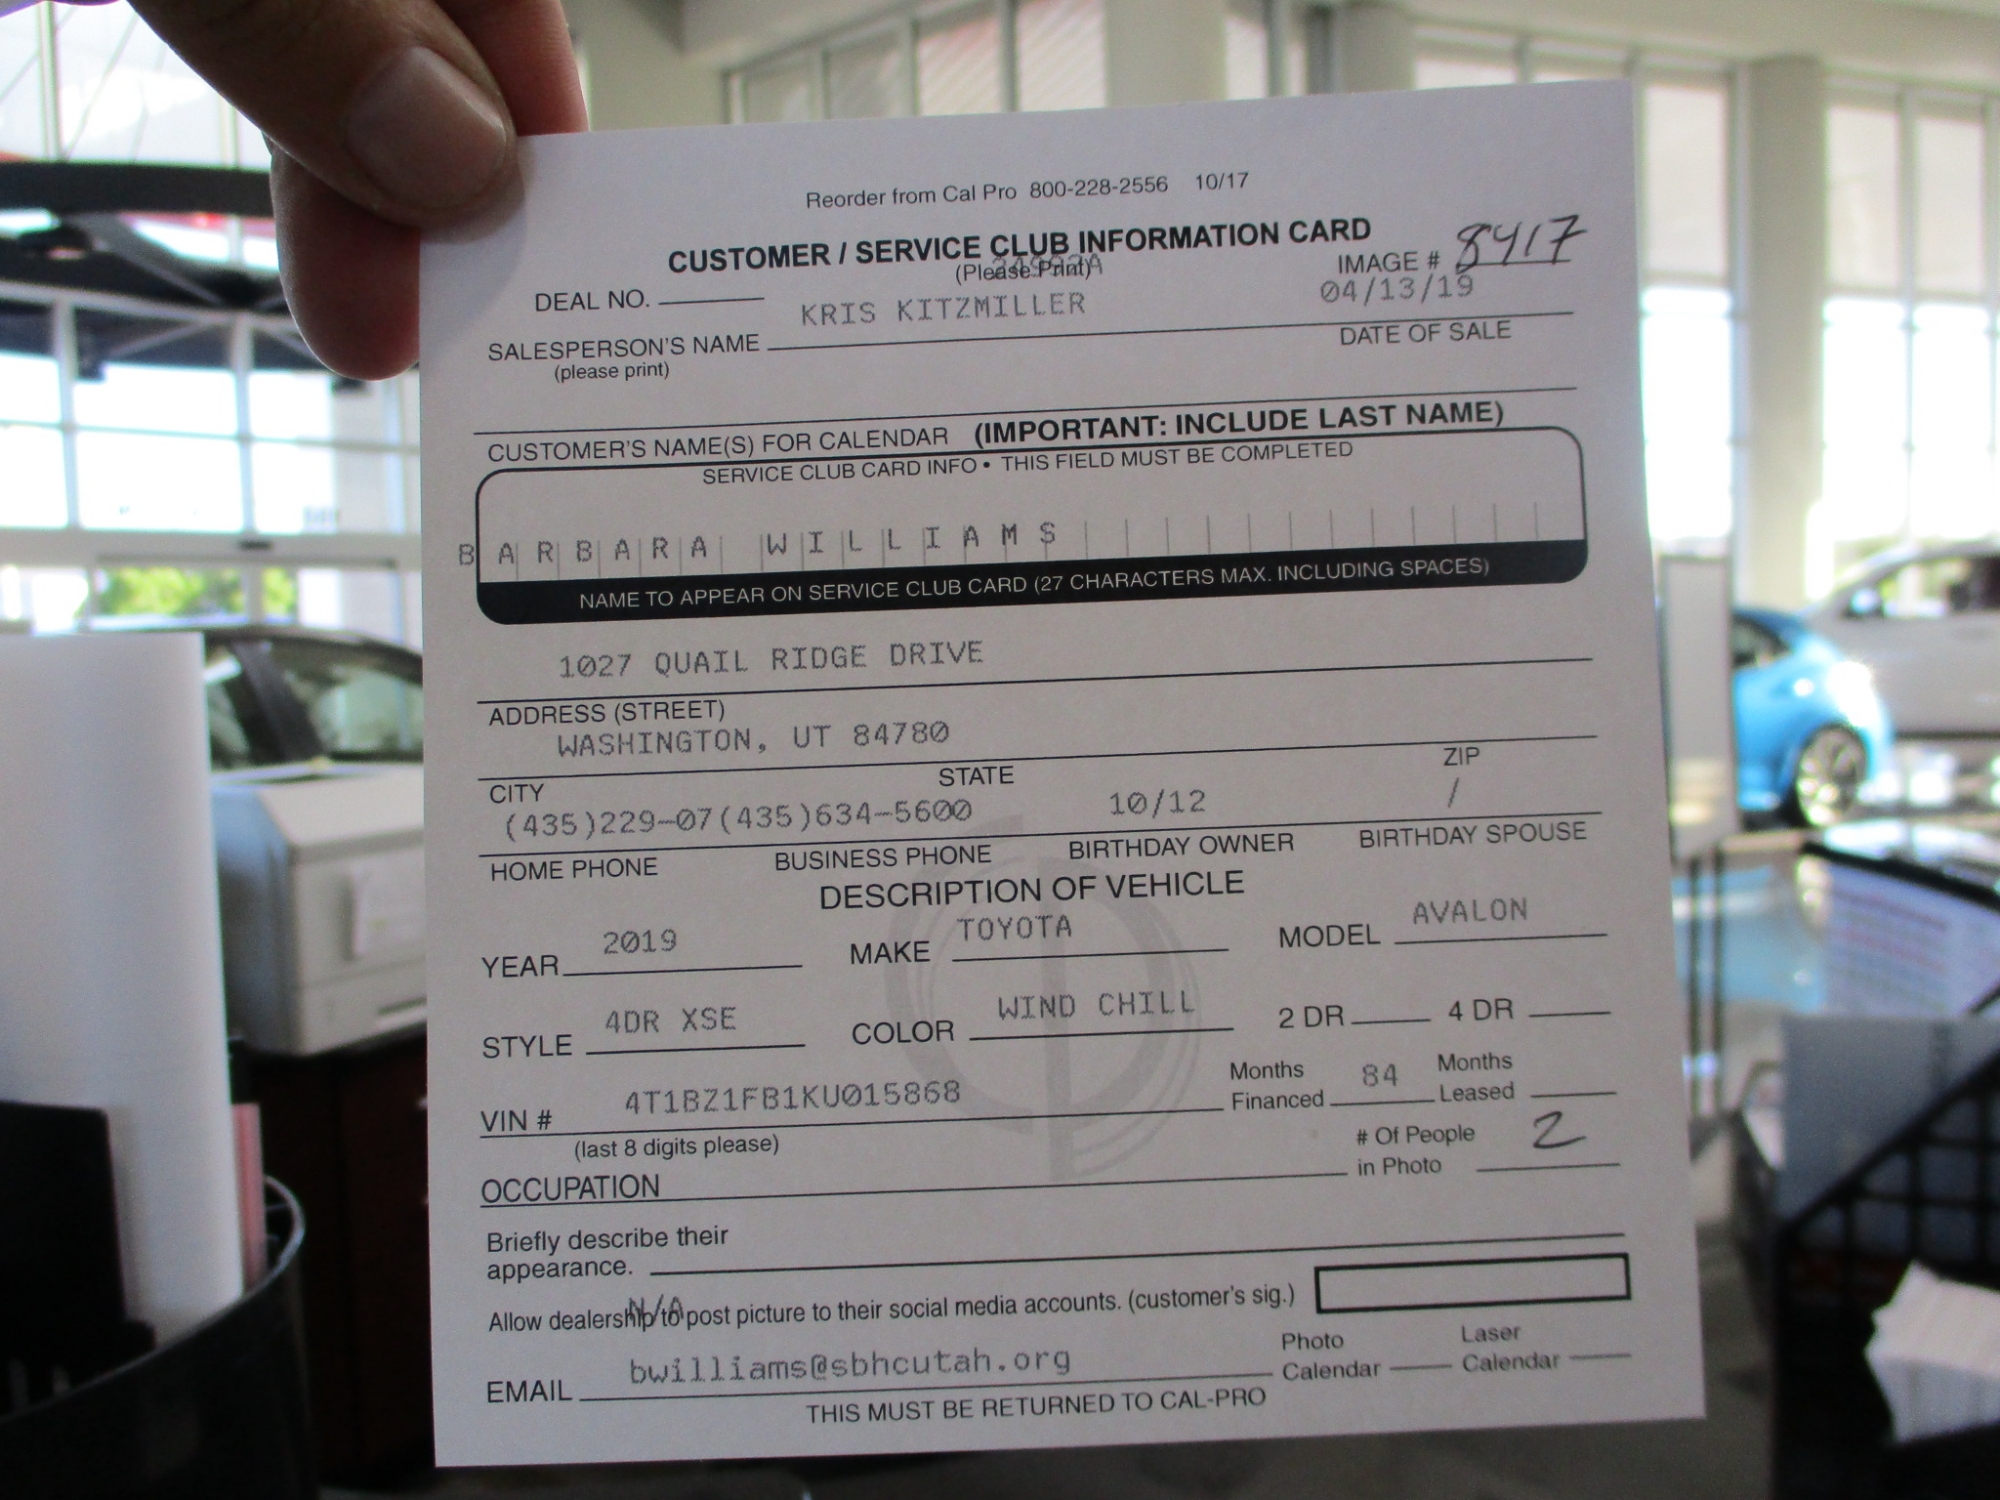 Reorder from Cal Pro 800-228-2556 10/17
CUSTOMER / SERVICE CLUB INFORMATION CARD
(Please Print)
IMAGE # 8417
DEAL NO.
KRIS KITZMILLER 04/13/19
SALESPERSON'S NAME DATE OF SALE
(please print)
CUSTOMER'S NAME(S) FOR CALENDAR (IMPORTANT: INCLUDE LAST NAME)
SERVICE CLUB CARD INFO • THIS FIELD MUST BE COMPLETED
BARBARA WILLIAMS
NAME TO APPEAR ON SERVICE CLUB CARD (27 CHARACTERS MAX. INCLUDING SPACES)
1027 QUAIL RIDGE DRIVE
ADDRESS (STREET)
WASHINGTON, UT 84780
CITY STATE ZIP
(435)229-07(435)634-5600 10/12 /
HOME PHONE BUSINESS PHONE BIRTHDAY OWNER BIRTHDAY SPOUSE
DESCRIPTION OF VEHICLE
YEAR 2019 MAKE TOYOTA MODEL AVALON
STYLE 4DR XSE COLOR WIND CHILL 2 DR 4 DR
VIN # 4T1BZ1FB1KU015868 Months Financed 84 Months Leased
(last 8 digits please)
OCCUPATION # Of People in Photo 2
Briefly describe their
appearance.
N/A
Allow dealership to post picture to their social media accounts. (customer's sig.)
EMAIL bwilliams@sbhcutah.org Photo Calendar Laser Calendar
THIS MUST BE RETURNED TO CAL-PRO